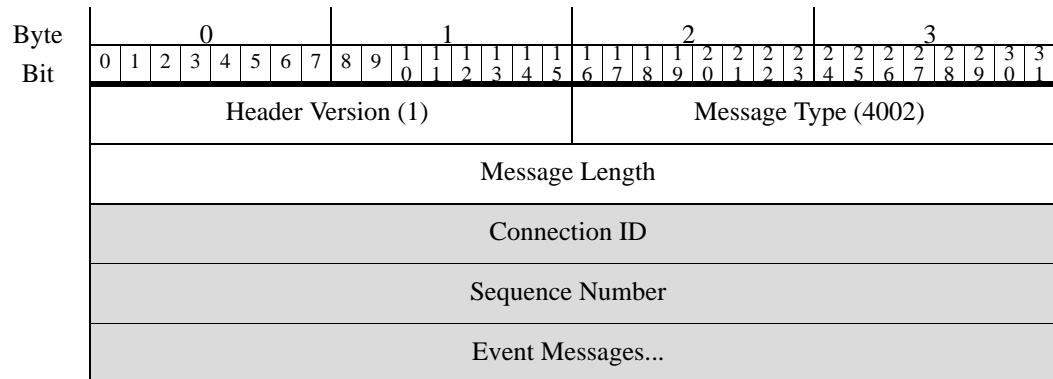 Byte 0 1 2 3
Bit 0 1 2 3 4 5 6 7 8 9 10 11 12 13 14 15 16 17 18 19 20 21 22 23 24 25 26 27 28 29 30 31
Header Version (1) Message Type (4002)
Message Length
Connection ID
Sequence Number
Event Messages...